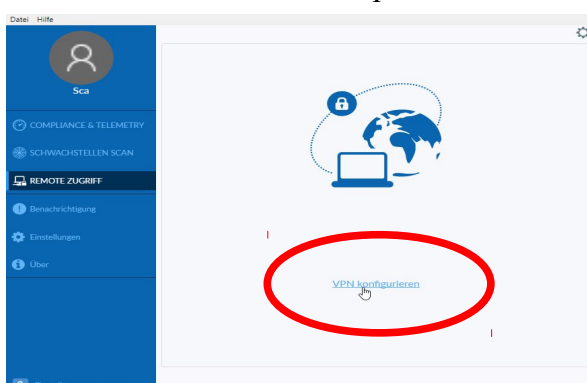 Datei Hilfe
Sca
COMPLIANCE & TELEMETRY
SCHWACHSTELLEN SCAN
REMOTE ZUGRIFF
Benachrichtigung
Einstellungen
Über
VPN konfigurieren